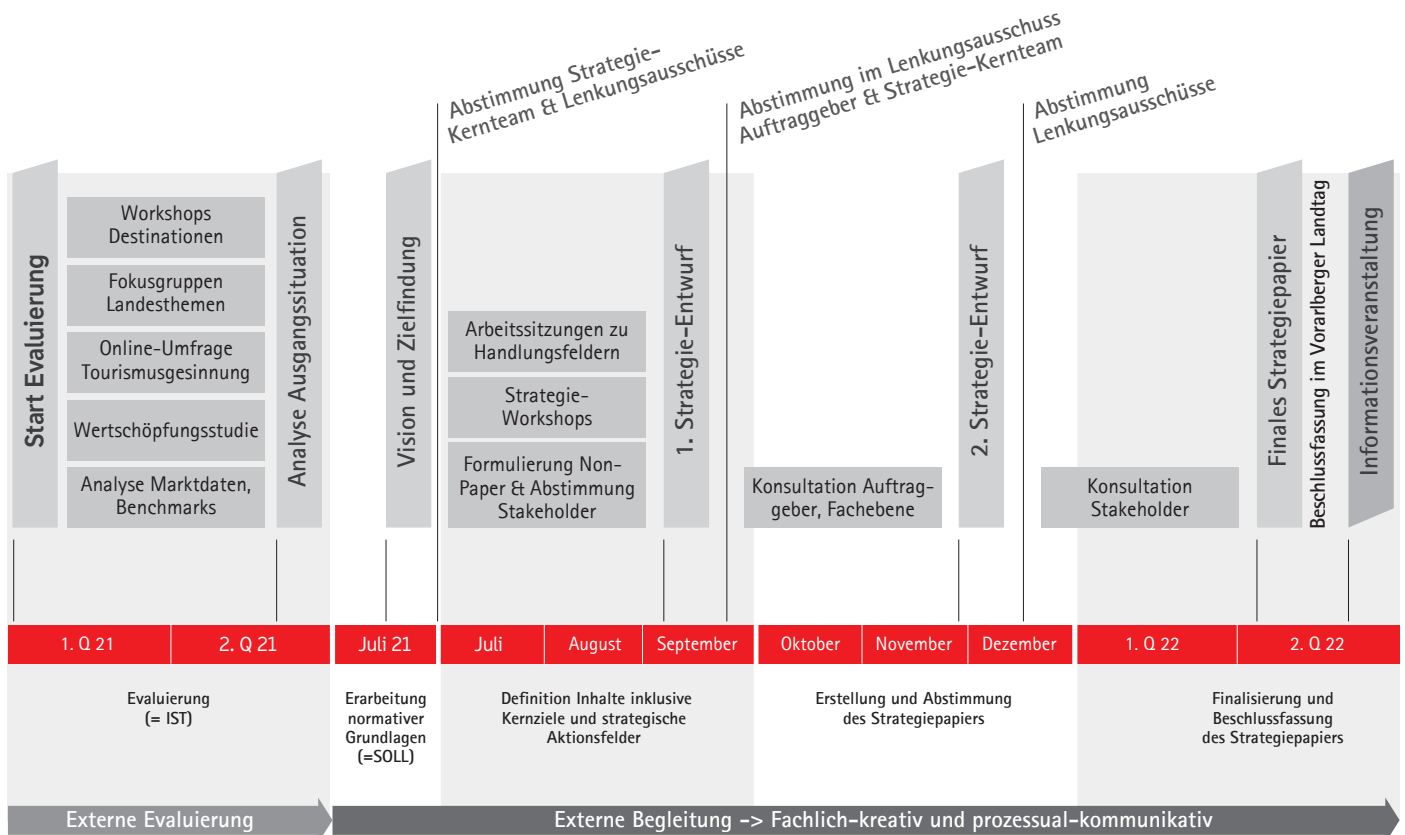 Abstimmung Strategie-
Kernteam & Lenkungsausschüsse
Abstimmung im Lenkungsausschuss
Auftraggeber & Strategie-Kernteam
Abstimmung
Lenkungsausschüsse
Start Evaluierung
Workshops
Destinationen
Fokusgruppen
Landesthemen
Online-Umfrage
Tourismusgesinnung
Wertschöpfungsstudie
Analyse Marktdaten,
Benchmarks
Analyse Ausgangssituation
Vision und Zielfindung
Arbeitssitzungen zu
Handlungsfeldern
Strategie-
Workshops
Formulierung Non-
Paper & Abstimmung
Stakeholder
1. Strategie-Entwurf
Konsultation Auftrag-
geber, Fachebene
2. Strategie-Entwurf
Konsultation
Stakeholder
Finales Strategiepapier
Beschlussfassung im Vorarlberger Landtag
Informationsveranstaltung
1. Q 21
2. Q 21
Juli 21
Juli
August
September
Oktober
November
Dezember
1. Q 22
2. Q 22
Evaluierung
(= IST)
Erarbeitung
normativer
Grundlagen
(=SOLL)
Definition Inhalte inklusive
Kernziele und strategische
Aktionsfelder
Erstellung und Abstimmung
des Strategiepapiers
Finalisierung und
Beschlussfassung
des Strategiepapiers
Externe Evaluierung
Externe Begleitung -> Fachlich-kreativ und prozessual-kommunikativ